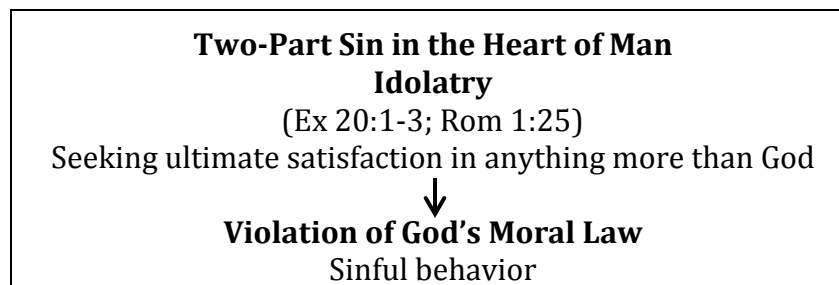 Two-Part Sin in the Heart of Man
Idolatry
(Ex 20:1-3; Rom 1:25)
Seeking ultimate satisfaction in anything more than God
Violation of God’s Moral Law
Sinful behavior